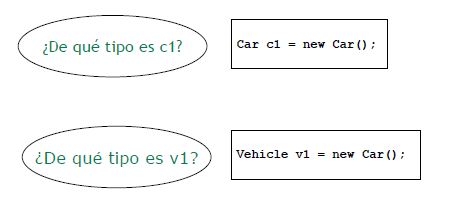 ¿De qué tipo es c1?
Car c1 = new Car();
¿De qué tipo es v1?
Vehicle v1 = new Car();